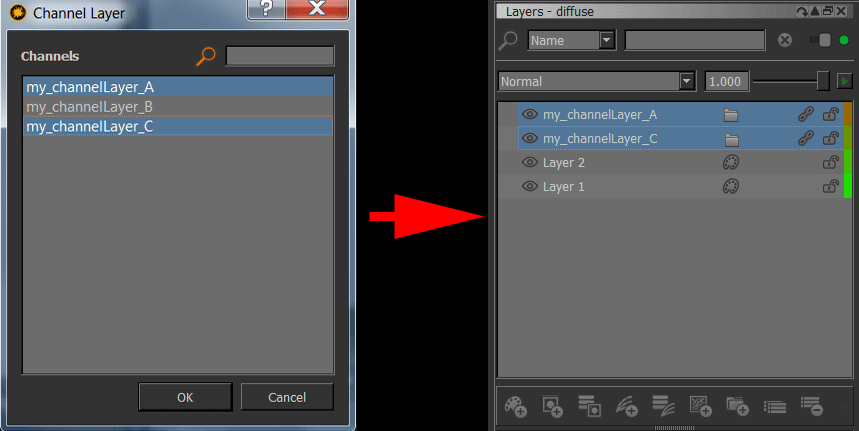 Channel Layer
Channels
my_channelLayer_A
my_channelLayer_B
my_channelLayer_C
OK Cancel
Layers - diffuse
Name
Normal 1.000
my_channelLayer_A
my_channelLayer_C
Layer 2
Layer 1